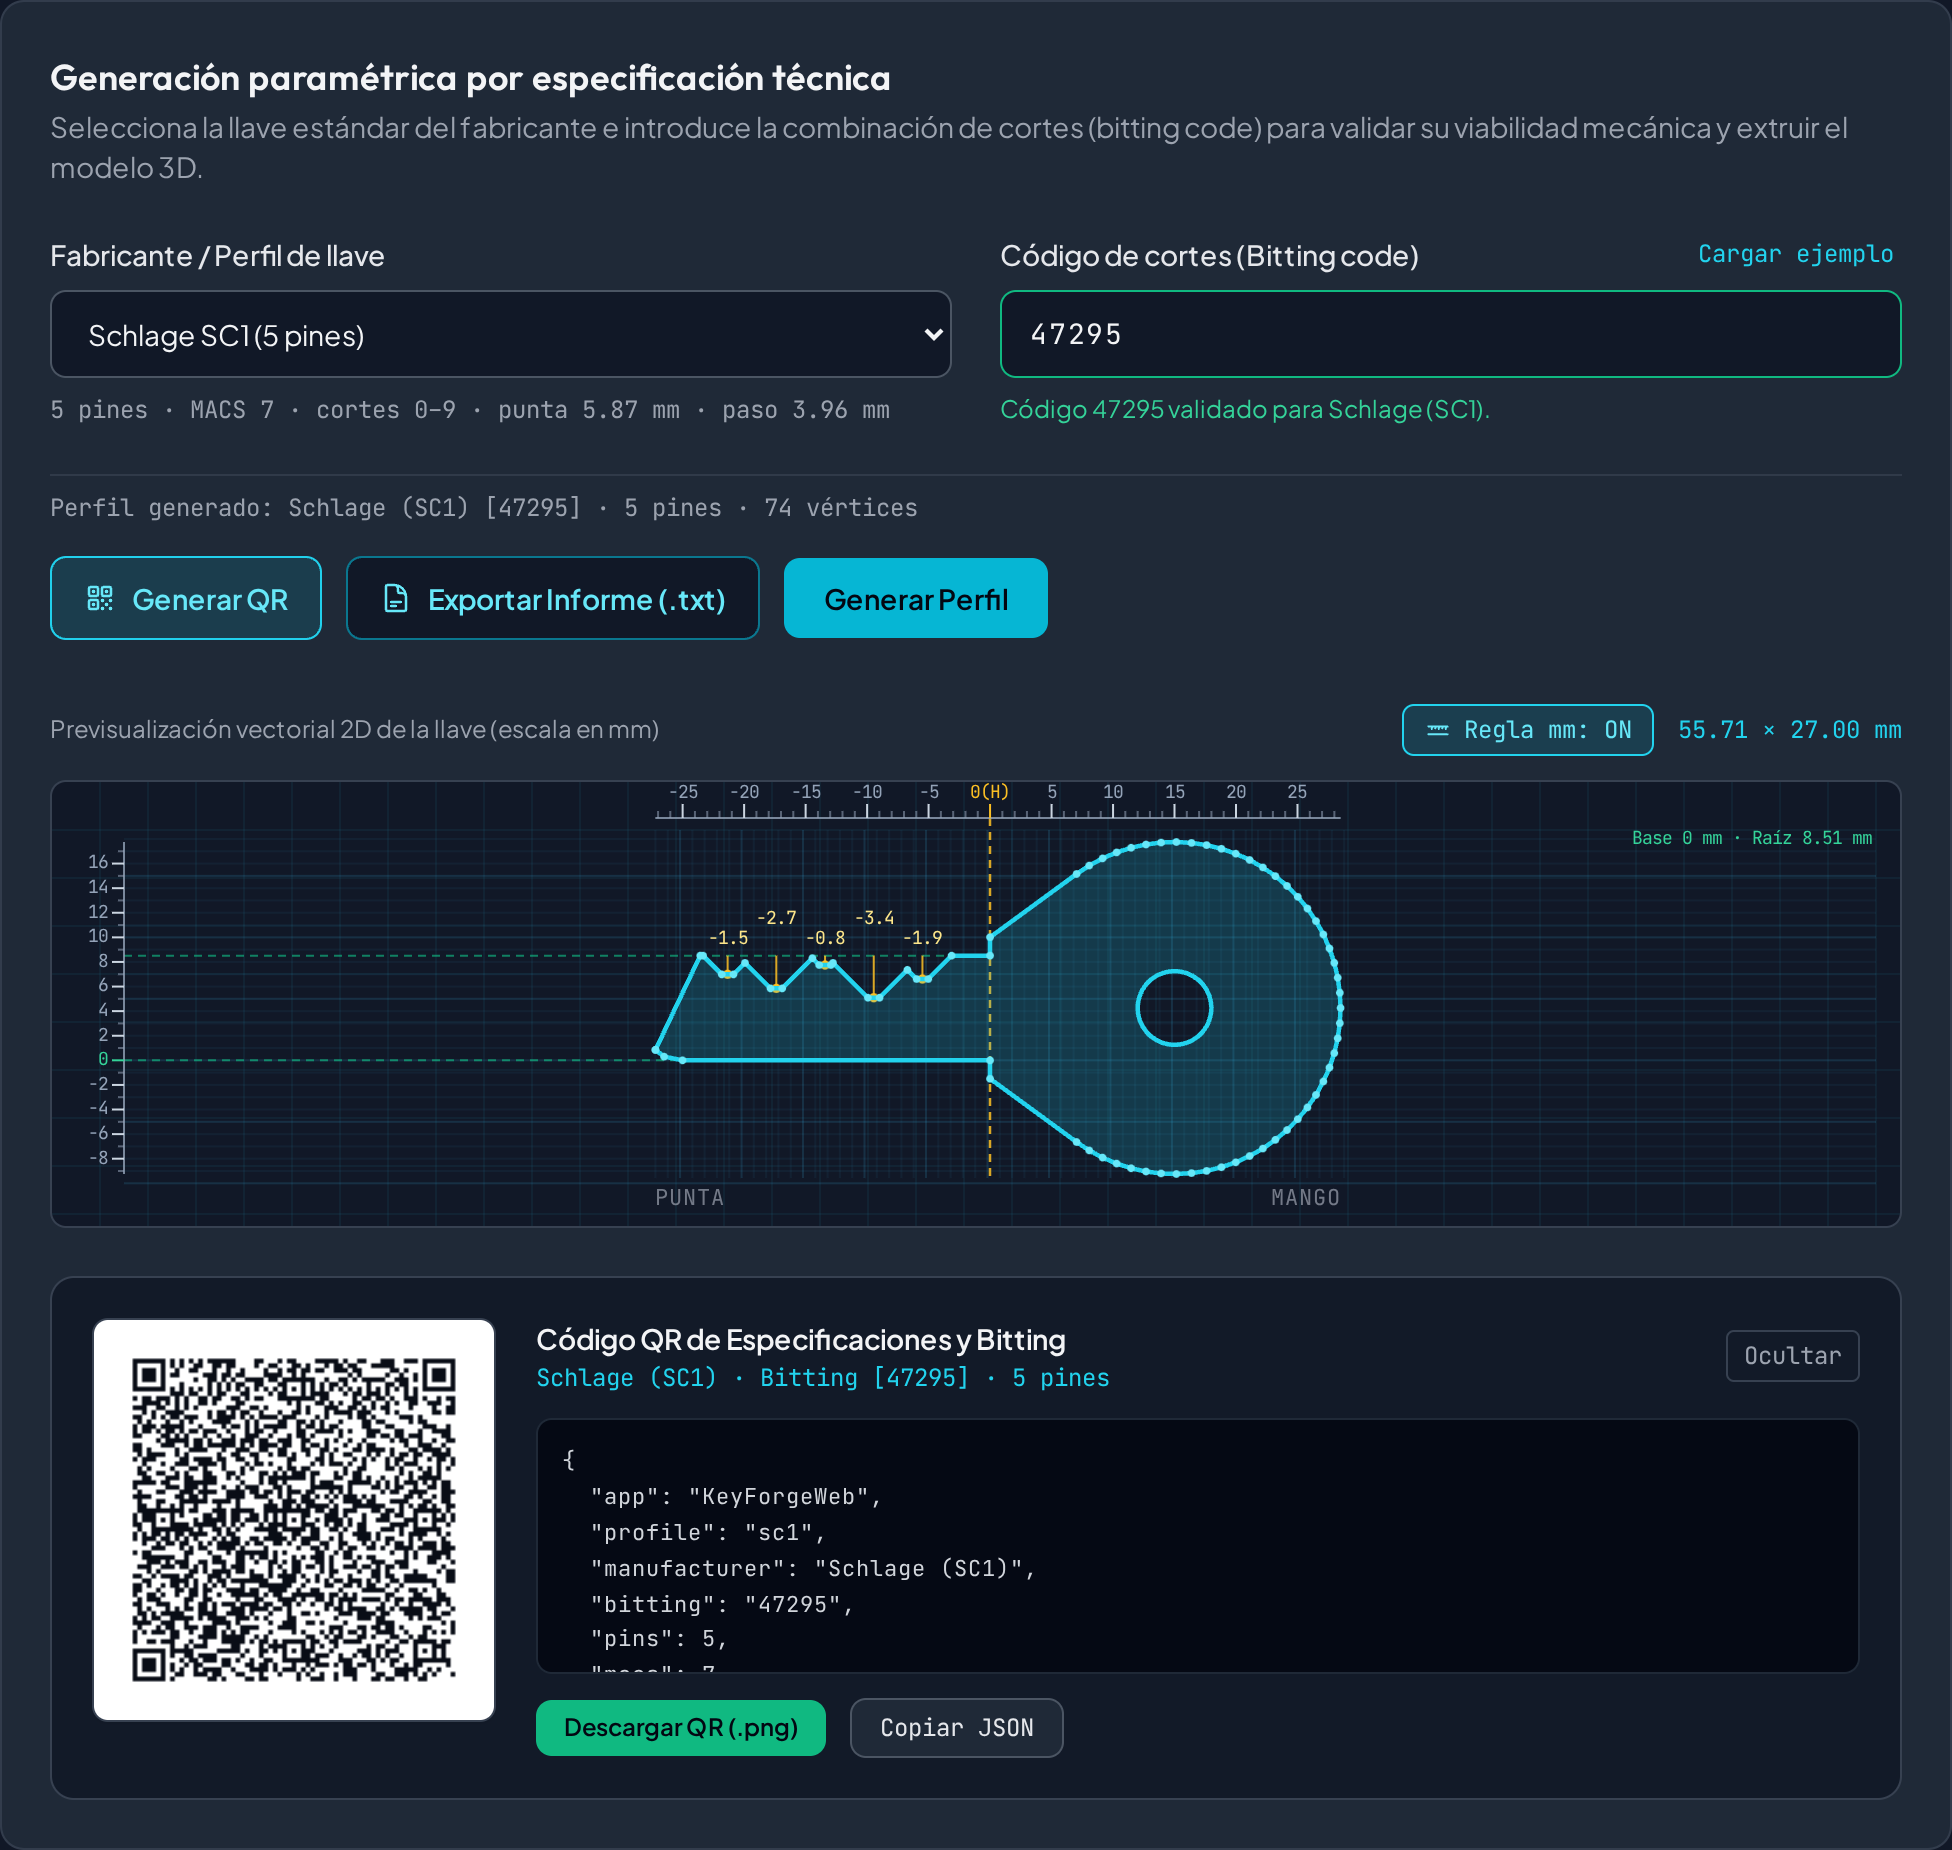 Generación paramétrica por especificación técnica
Selecciona la llave estándar del fabricante e introduce la combinación de cortes (bitting code) para validar su viabilidad mecánica y extruir el
modelo 3D.
Fabricante / Perfil de llave
Código de cortes (Bitting code)
Cargar ejemplo
Schlage SC1 (5 pines)
47295
5 pines · MACS 7 · cortes 0–9 · punta 5.87 mm · paso 3.96 mm
Código 47295 validado para Schlage (SC1).
Perfil generado: Schlage (SC1) [47295] · 5 pines · 74 vértices
Generar QR
Exportar Informe (.txt)
Generar Perfil
Previsualización vectorial 2D de la llave (escala en mm)
Regla mm: ON
55.71 × 27.00 mm
-25 -20 -15 -10 -5 0(H) 5 10 15 20 25
Base 0 mm · Raíz 8.51 mm
16
14
12
10
8
6
4
2
0
-2
-4
-6
-8
-2.7 -3.4
-1.5 -0.8 -1.9
PUNTA
MANGO
Código QR de Especificaciones y Bitting
Schlage (SC1) · Bitting [47295] · 5 pines
Ocultar
{
"app": "KeyForgeWeb",
"profile": "sc1",
"manufacturer": "Schlage (SC1)",
"bitting": "47295",
"pins": 5,
Descargar QR (.png)
Copiar JSON